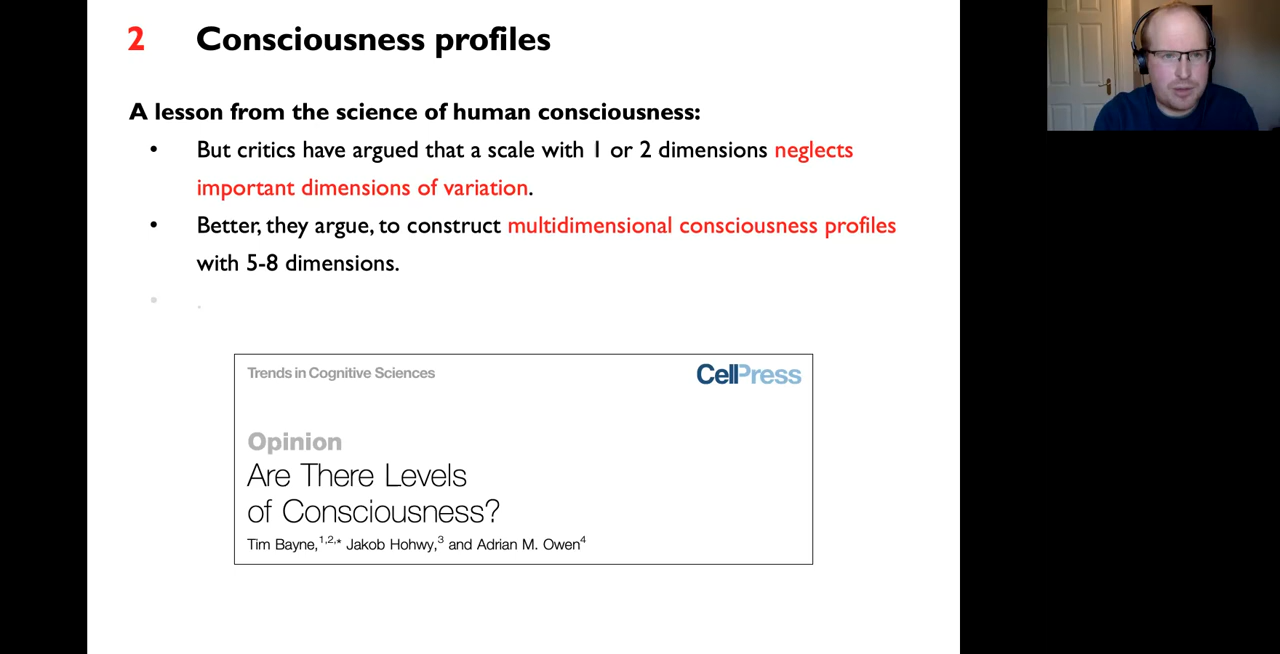 2 Consciousness profiles
A lesson from the science of human consciousness:
• But critics have argued that a scale with 1 or 2 dimensions neglects
important dimensions of variation.
• Better, they argue, to construct multidimensional consciousness profiles
with 5-8 dimensions.
• .
Trends in Cognitive Sciences
CellPress
Opinion
Are There Levels
of Consciousness?
Tim Bayne,1,2,* Jakob Hohwy,3 and Adrian M. Owen4